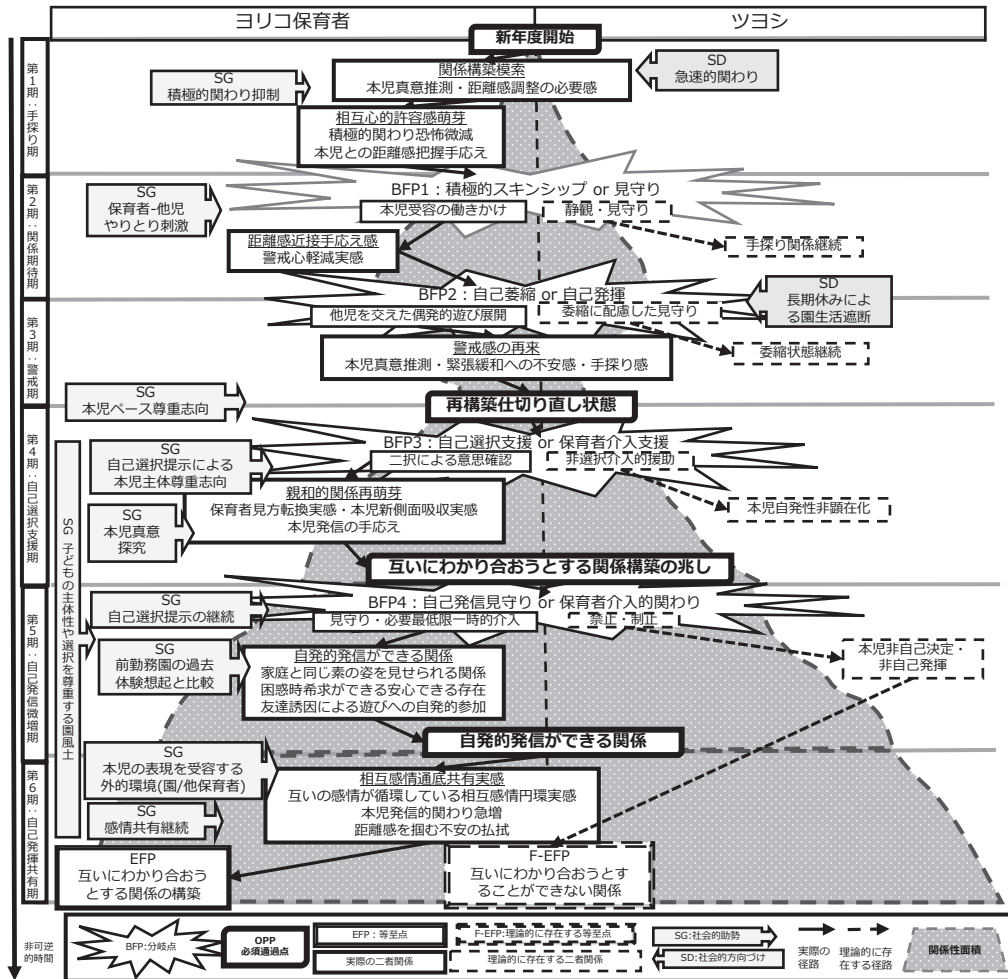 ヨリコ保育者
ツヨシ
新年度開始
第1期：手探り期
SG
積極的関わり抑制
関係構築模索
本児真意推測・距離感調整の必要感
SD
急速的関わり
相互心的許容感萌芽
積極的関わり恐怖微減
本児との距離感把握手応え
第2期：関係期待期
SG
保育者-他児
やりとり刺激
BFP1：積極的スキンシップ or 見守り
本児受容の働きかけ
静観・見守り
手探り関係継続
距離感近接手応え感
警戒心軽減実感
BFP2：自己萎縮 or 自己発揮
他児を交えた偶発的遊び展開
委縮に配慮した見守り
SD
長期休みによ
る園生活遮断
第3期：警戒期
警戒感の再来
本児真意推測・緊張緩和への不安感・手探り感
委縮状態継続
SG
本児ペース尊重志向
再構築仕切り直し状態
第4期：自己選択支援期
SG 子どもの主体性や選択を尊重する園風土
SG
自己選択提示による
本児主体尊重志向
BFP3：自己選択支援 or 保育者介入支援
二択による意思確認
非選択介入的援助
SG
本児真意
探究
親和的関係再萌芽
保育者見方転換実感・本児新側面吸収実感
本児発信の手応え
本児自発性非顕在化
互いにわかり合おうとする関係構築の兆し
第5期：自己発信微増期
SG
自己選択提示の継続
BFP4：自己発信見守り or 保育者介入的関わり
見守り・必要最低限一時的介入
禁止・制止
SG
前勤務園の過去
体験想起と比較
自発的発信ができる関係
家庭と同じ素の姿を見せられる関係
困惑時希求ができる安心できる存在
友達誘因による遊びへの自発的参加
本児非自己決定・
非自己発揮
自発的発信ができる関係
第6期：自己発揮共有期
SG
本児の表現を受容する
外的環境(園/他保育者)
相互感情通底共有実感
互いの感情が循環している相互感情円環実感
本児発信的関わり急増
距離感を掴む不安の払拭
SG
感情共有継続
EFP
互いにわかり合おう
とする関係の構築
F-EFP
互いにわかり合おうとす
ることができない関係
非可逆
的時間
BFP:分岐点
OPP
必須通過点
EFP：等至点
実際の二者関係
F-EFP:理論的に存在する等至点
理論的に存在する二者関係
SG:社会的助勢
SD:社会的方向づけ
実際の
径路
理論的に存
在する径路
関係性面積